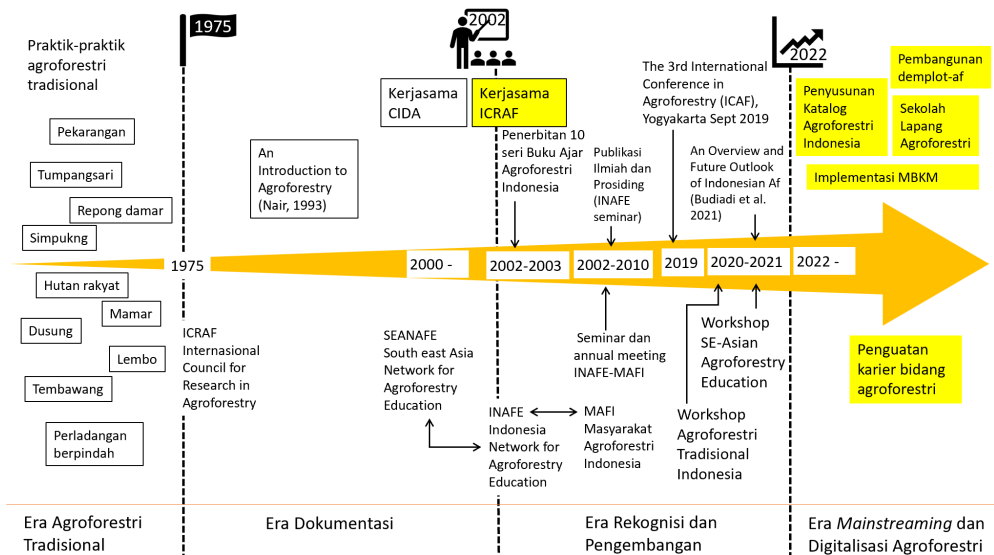 1975
2002
2022
Praktik-praktik
agroforestri
tradisional
Pekarangan
Tumpangsari
Repong damar
Simpukng
Hutan rakyat
Mamar
Dusung
Lembo
Tembawang
Perladangan
berpindah
An
Introduction to
Agroforestry
(Nair, 1993)
Kerjasama
CIDA
Kerjasama
ICRAF
Penerbitan 10
seri Buku Ajar
Agroforestri
Indonesia
Publikasi
Ilmiah dan
Prosiding
(INAFE
seminar)
The 3rd International
Conference in
Agroforestry (ICAF),
Yogyakarta Sept 2019
An Overview and
Future Outlook
of Indonesian Af
(Budiadi et al.
2021)
Pembangunan
demplot-af
Penyusunan
Katalog
Agroforestri
Indonesia
Sekolah
Lapang
Agroforestri
Implementasi MBKM
1975
2000 -
2002-2003
2002-2010
2019
2020-2021
2022 -
ICRAF
Internasional
Council for
Research in
Agroforestry
SEANAFE
South east Asia
Network for
Agroforestry
Education
INAFE
Indonesia
Network for
Agroforestry
Education
Seminar dan
annual meeting
INAFE-MAFI
MAFI
Masyarakat
Agroforestri
Indonesia
Workshop
SE-Asian
Agroforestry
Education
Workshop
Agroforestri
Tradisional
Indonesia
Penguatan
karier bidang
agroforestri
Era Agroforestri
Tradisional
Era Dokumentasi
Era Rekognisi dan
Pengembangan
Era Mainstreaming dan
Digitalisasi Agroforestri